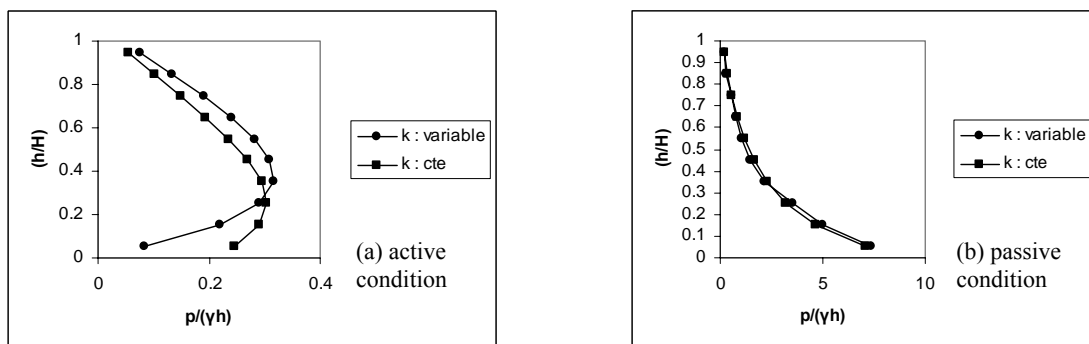 1
0.8
0.6
0.4
0.2
0
(h/H)
0
0.2
0.4
p/(γh)
k : variable
k : cte
(a) active
condition
1
0.9
0.8
0.7
0.6
0.5
0.4
0.3
0.2
0.1
0
(h/H)
0
5
10
p/(γh)
k : variable
k : cte
(b) passive
condition